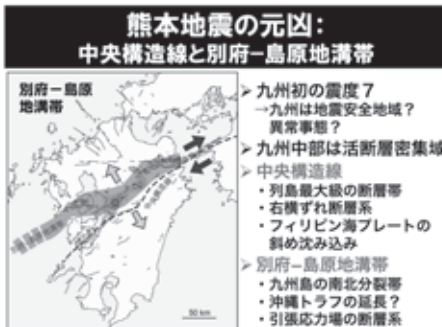 熊本地震の元凶:
中央構造線と別府−島原地溝帯
別府−島原
地溝帯
50 km
➢九州初の震度7
→九州は地震安全地域?
異常事態?
➢九州中部は活断層密集域
➢中央構造線
・列島最大級の断層帯
・右横ずれ断層系
・フィリピン海プレートの
斜め沈み込み
➢別府−島原地溝帯
・九州島の南北分裂帯
・沖縄トラフの延長?
・引張応力場の断層系